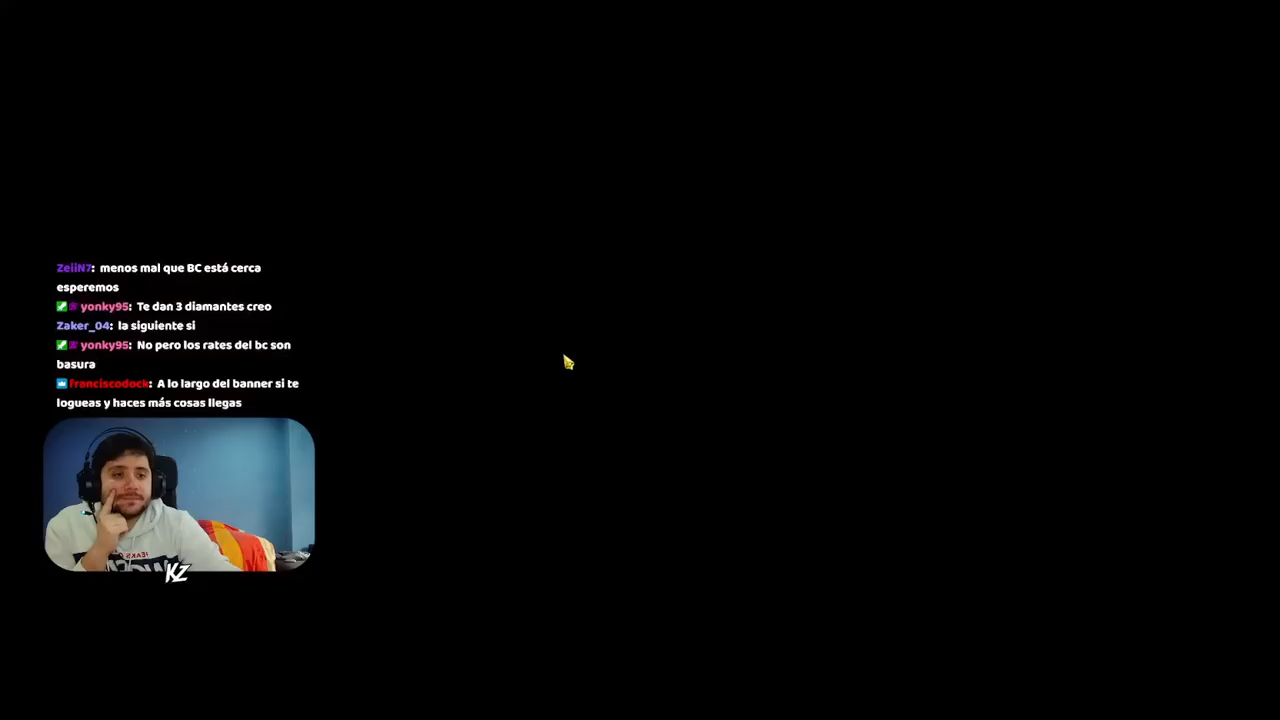 ZeiiN7: menos mal que BC está cerca
esperemos
yonky95: Te dan 3 diamantes creo
Zaker_04: la siguiente si
yonky95: No pero los rates del bc son
basura
franciscodock: A lo largo del banner si te
logueas y haces más cosas llegas
KZ